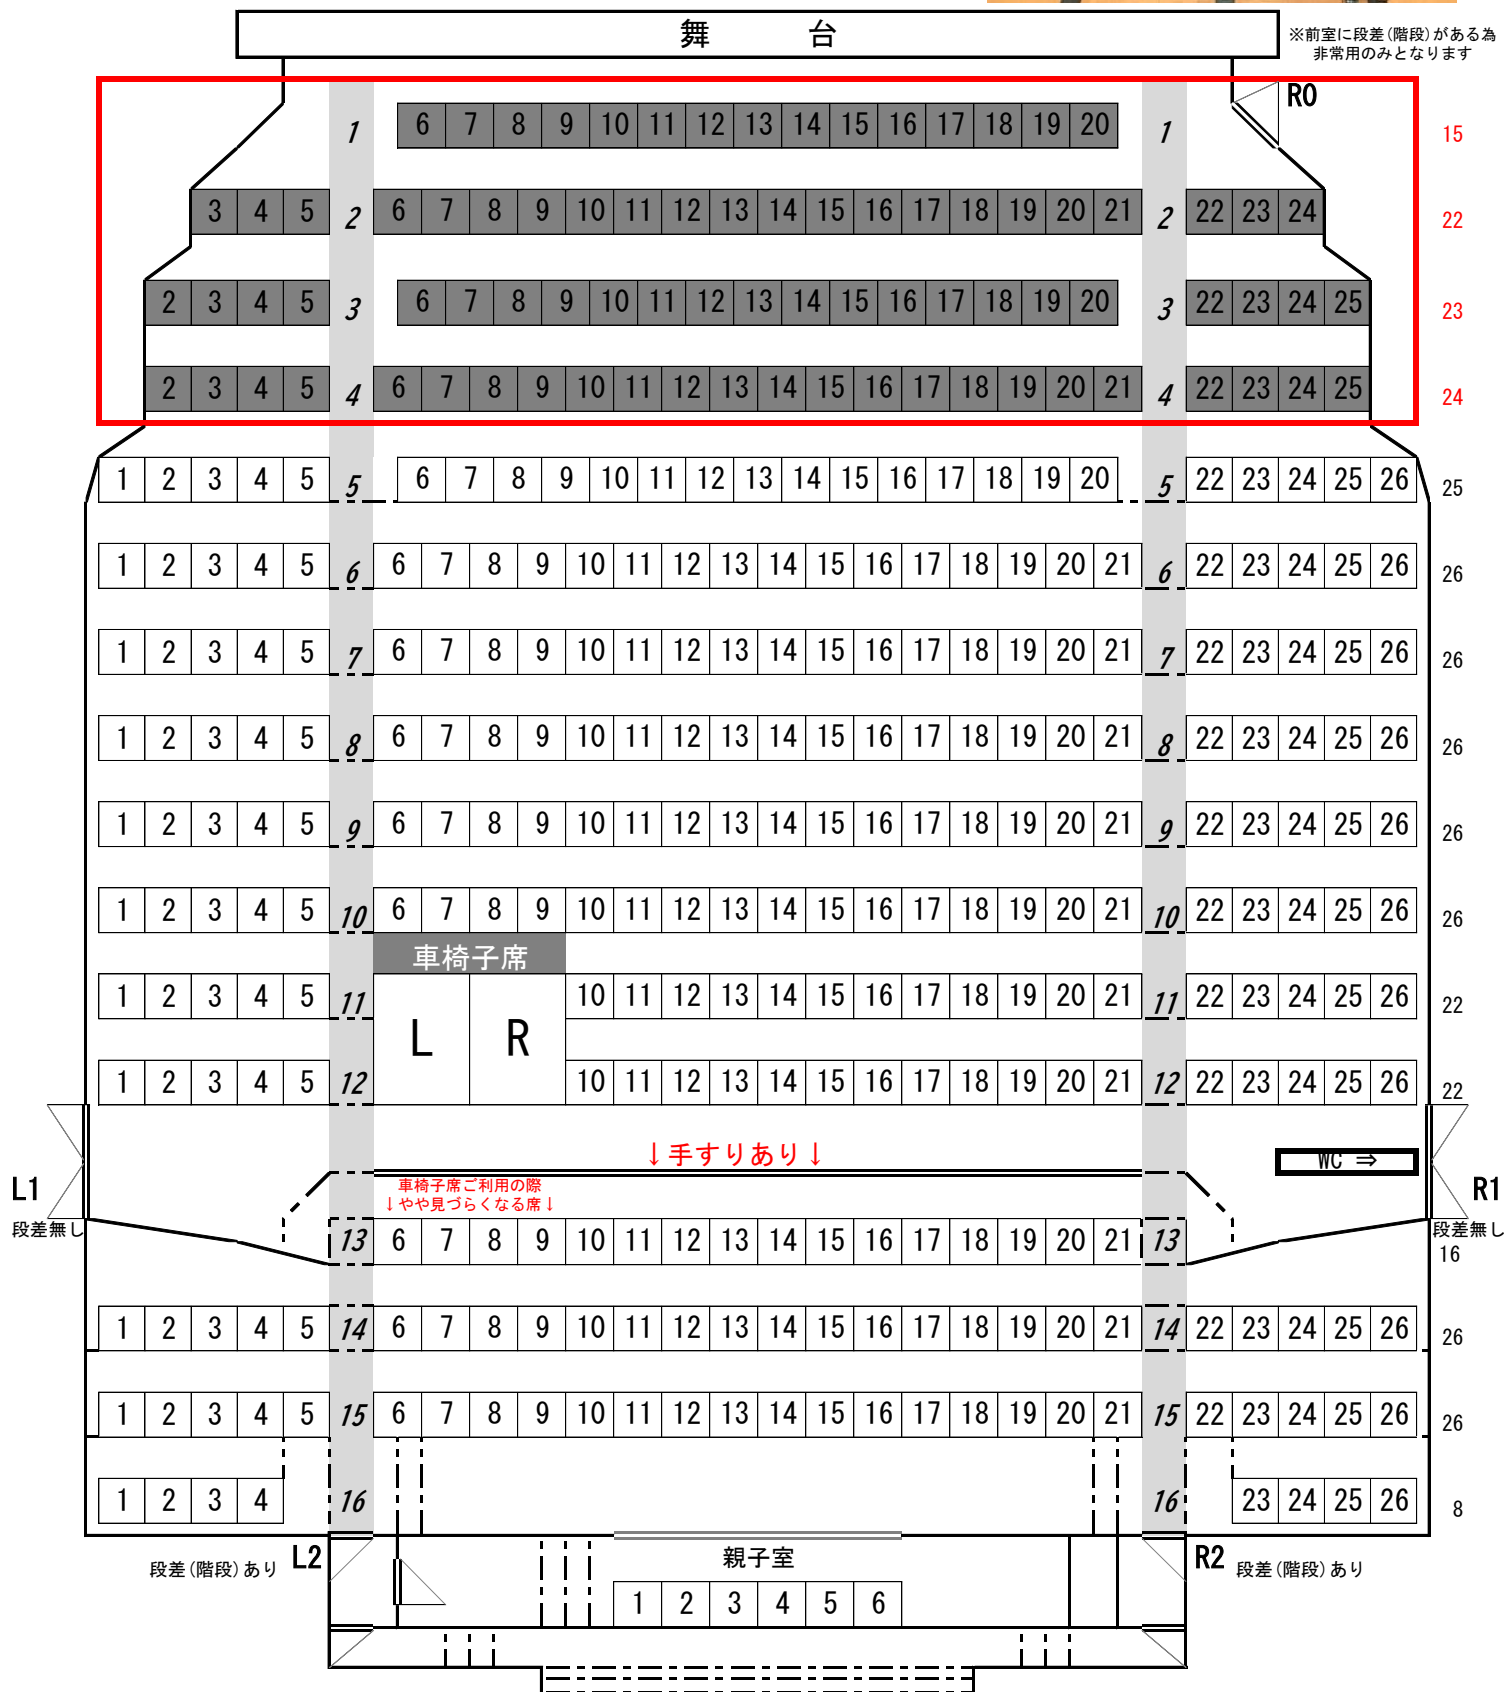 舞 台
※前室に段差(階段)がある為
非常用のみとなります
R0
1 6 7 8 9 10 11 12 13 14 15 16 17 18 19 20 1 15
3 4 5 2 6 7 8 9 10 11 12 13 14 15 16 17 18 19 20 21 2 22 23 24 22
2 3 4 5 3 6 7 8 9 10 11 12 13 14 15 16 17 18 19 20 3 22 23 24 25 23
2 3 4 5 4 6 7 8 9 10 11 12 13 14 15 16 17 18 19 20 21 4 22 23 24 25 24
1 2 3 4 5 5 6 7 8 9 10 11 12 13 14 15 16 17 18 19 20 5 22 23 24 25 26 25
1 2 3 4 5 6 6 7 8 9 10 11 12 13 14 15 16 17 18 19 20 21 6 22 23 24 25 26 26
1 2 3 4 5 7 6 7 8 9 10 11 12 13 14 15 16 17 18 19 20 21 7 22 23 24 25 26 26
1 2 3 4 5 8 6 7 8 9 10 11 12 13 14 15 16 17 18 19 20 21 8 22 23 24 25 26 26
1 2 3 4 5 9 6 7 8 9 10 11 12 13 14 15 16 17 18 19 20 21 9 22 23 24 25 26 26
1 2 3 4 5 10 6 7 8 9 10 11 12 13 14 15 16 17 18 19 20 21 10 22 23 24 25 26 26
車椅子席
1 2 3 4 5 11 10 11 12 13 14 15 16 17 18 19 20 21 11 22 23 24 25 26 22
L R
1 2 3 4 5 12 10 11 12 13 14 15 16 17 18 19 20 21 12 22 23 24 25 26 22
↓手すりあり↓
WC ⇒
L1
段差無し
車椅子席ご利用の際
↓やや見づらくなる席↓
R1
段差無し
13 6 7 8 9 10 11 12 13 14 15 16 17 18 19 20 21 13 16
1 2 3 4 5 14 6 7 8 9 10 11 12 13 14 15 16 17 18 19 20 21 14 22 23 24 25 26 26
1 2 3 4 5 15 6 7 8 9 10 11 12 13 14 15 16 17 18 19 20 21 15 22 23 24 25 26 26
1 2 3 4 16 16 23 24 25 26 8
段差(階段)あり L2
親子室
R2 段差(階段)あり
1 2 3 4 5 6